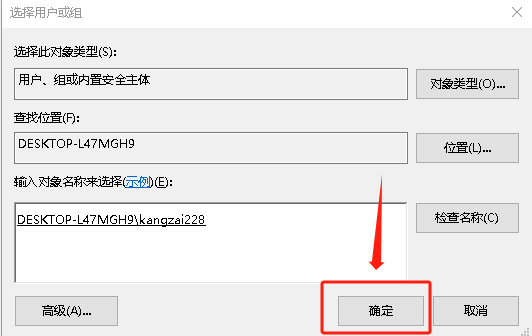 选择用户或组
选择此对象类型(S):
用户、组或内置安全主体
对象类型(O)...
查找位置(F):
DESKTOP-L47MGH9
位置(L)...
输入对象名称来选择(示例)(E):
DESKTOP-L47MGH9\kangzai228
检查名称(C)
高级(A)...
确定
取消